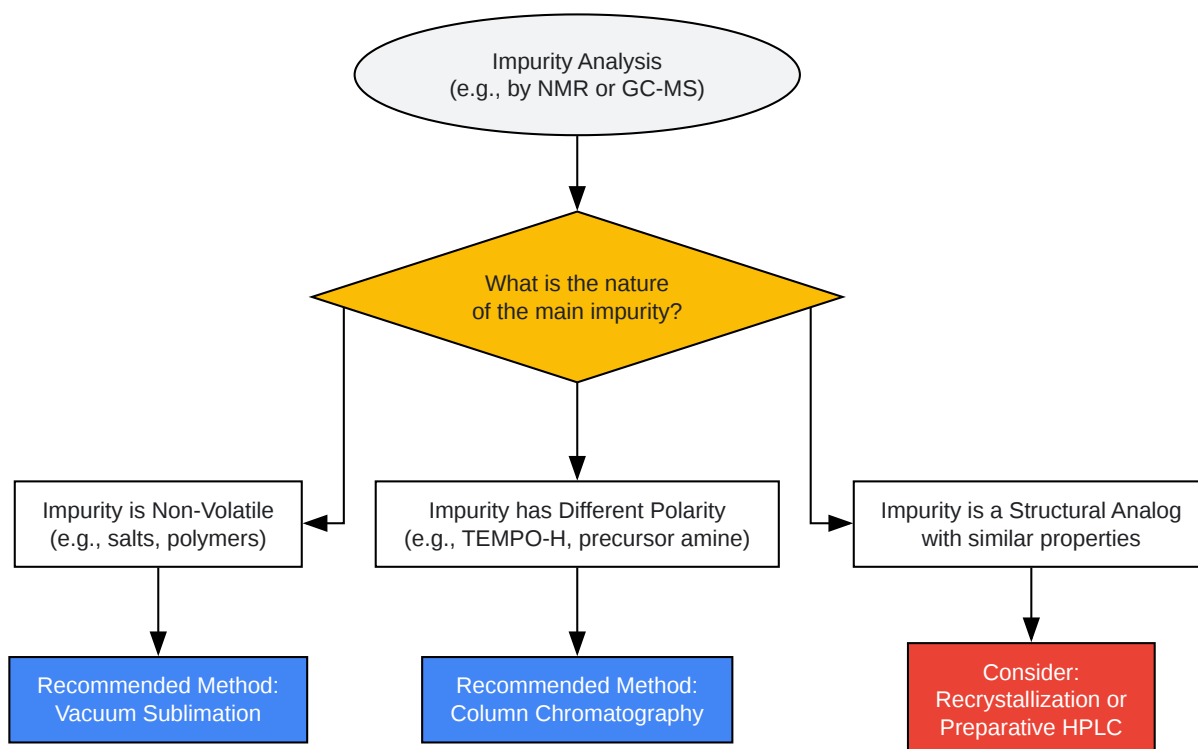 Impurity Analysis
(e.g., by NMR or GC-MS)
What is the nature
of the main impurity?
Impurity is Non-Volatile
(e.g., salts, polymers)
Impurity has Different Polarity
(e.g., TEMPO-H, precursor amine)
Impurity is a Structural Analog
with similar properties
Recommended Method:
Vacuum Sublimation
Recommended Method:
Column Chromatography
Consider:
Recrystallization or
Preparative HPLC